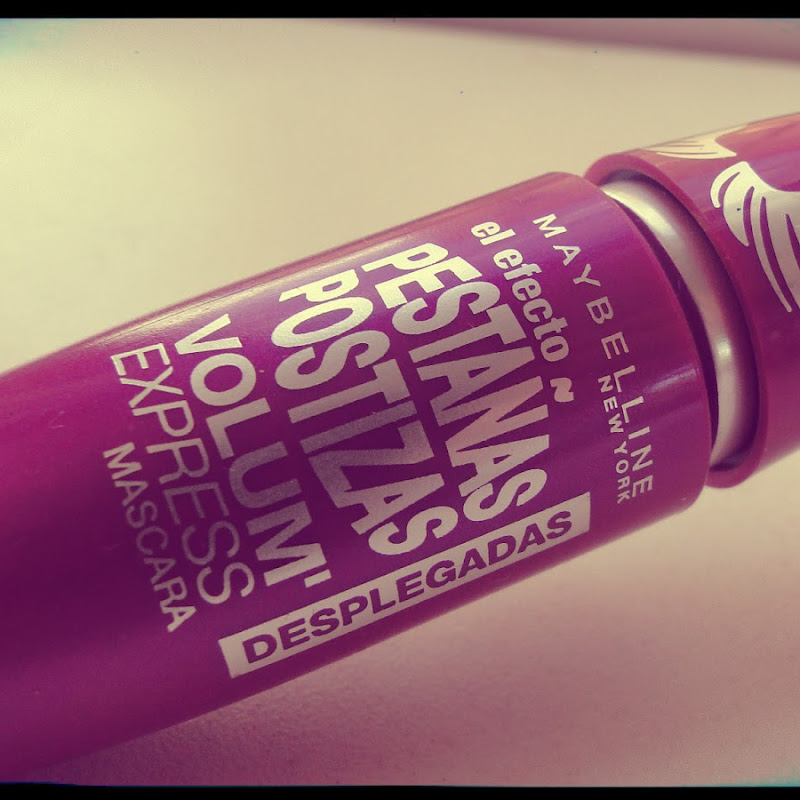 MAYBELLINE
NEW YORK
el efecto
PESTAÑAS
POSTIZAS
VOLUM'
EXPRESS
MASCARA
DESPLEGADAS